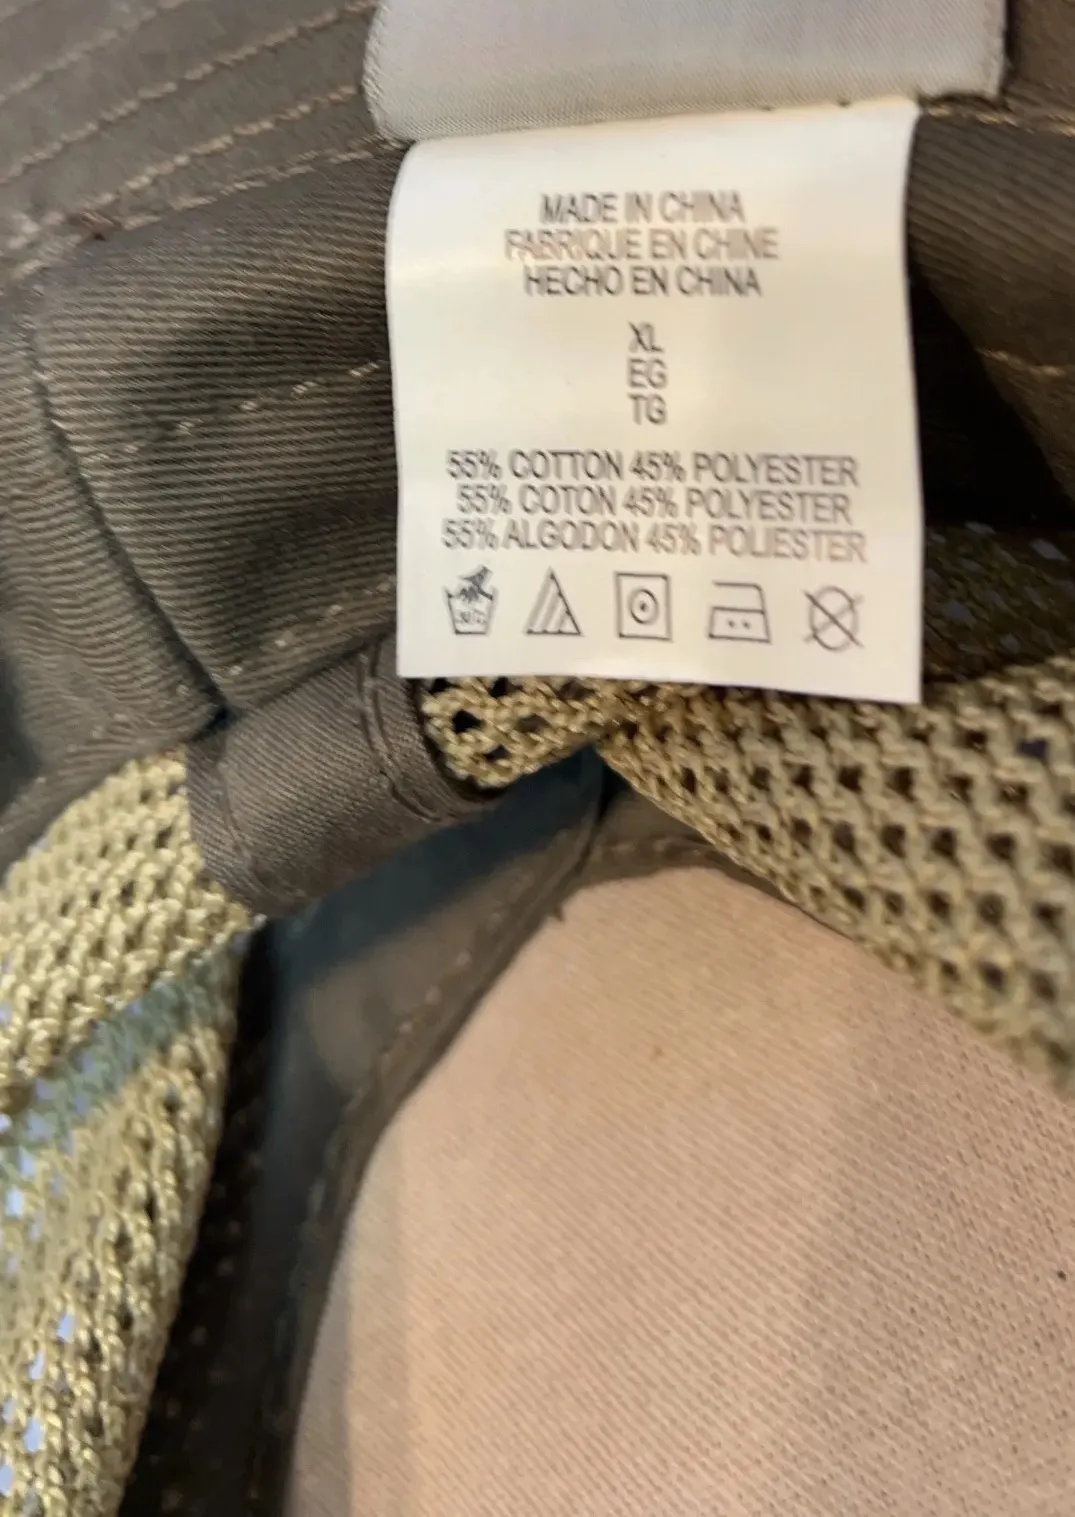 MADE IN CHINA
FABRIQUE EN CHINE
HECHO EN CHINA
XL
EG
TG
55% COTTON 45% POLYESTER
55% COTON 45% POLYESTER
55% ALGODON 45% POLIESTER